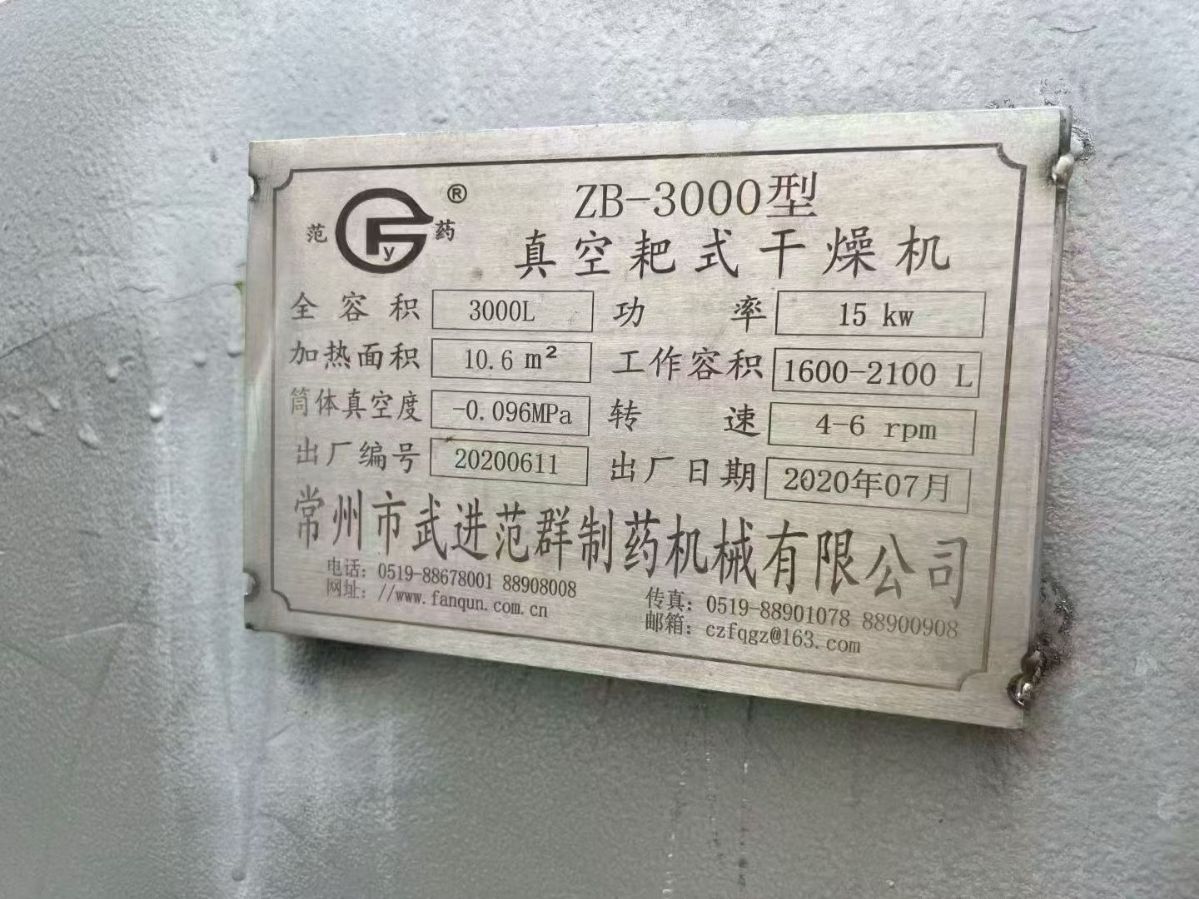 范 Fy 药 ®
ZB-3000型
真空耙式干燥机
全容积 3000L 功率 15 kw
加热面积 10.6 m² 工作容积 1600-2100 L
筒体真空度 -0.096MPa 转速 4-6 rpm
出厂编号 20200611 出厂日期 2020年07月
常州市武进范群制药机械有限公司
电话: 0519-88678001 88908008
传真: 0519-88901078 88900908
网址: //www.fanqun.com.cn
邮箱: czfqgz@163.com